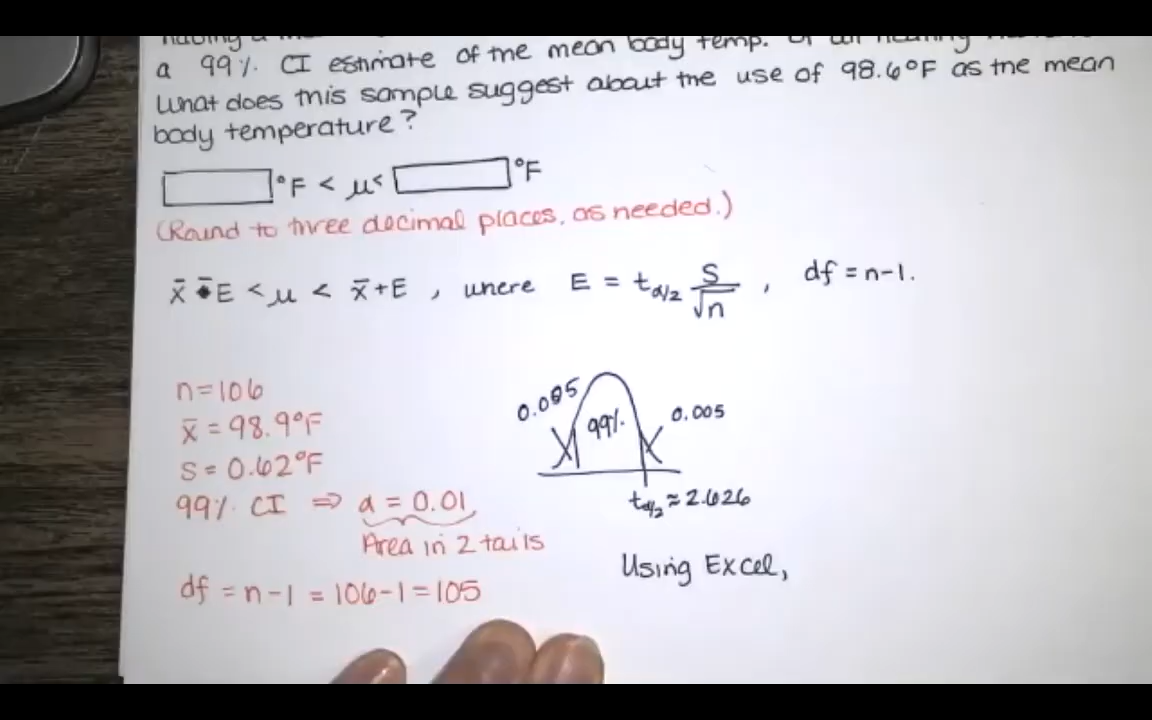 having a
a 99% CI estimate of the mean body temp. of all healthy
What does this sample suggest about the use of 98.6°F as the mean
body temperature?
°F < μ < °F
(Round to three decimal places, as needed.)
x̄ - E < μ < x̄ + E , where E = t_α/2 s/√n , df = n-1.
n = 106
x̄ = 98.9°F
s = 0.62°F
99% CI ⇒ α = 0.01
Area in 2 tails
df = n - 1 = 106 - 1 = 105
0.005
99%
0.005
t_α/2 ≈ 2.626
Using Excel,